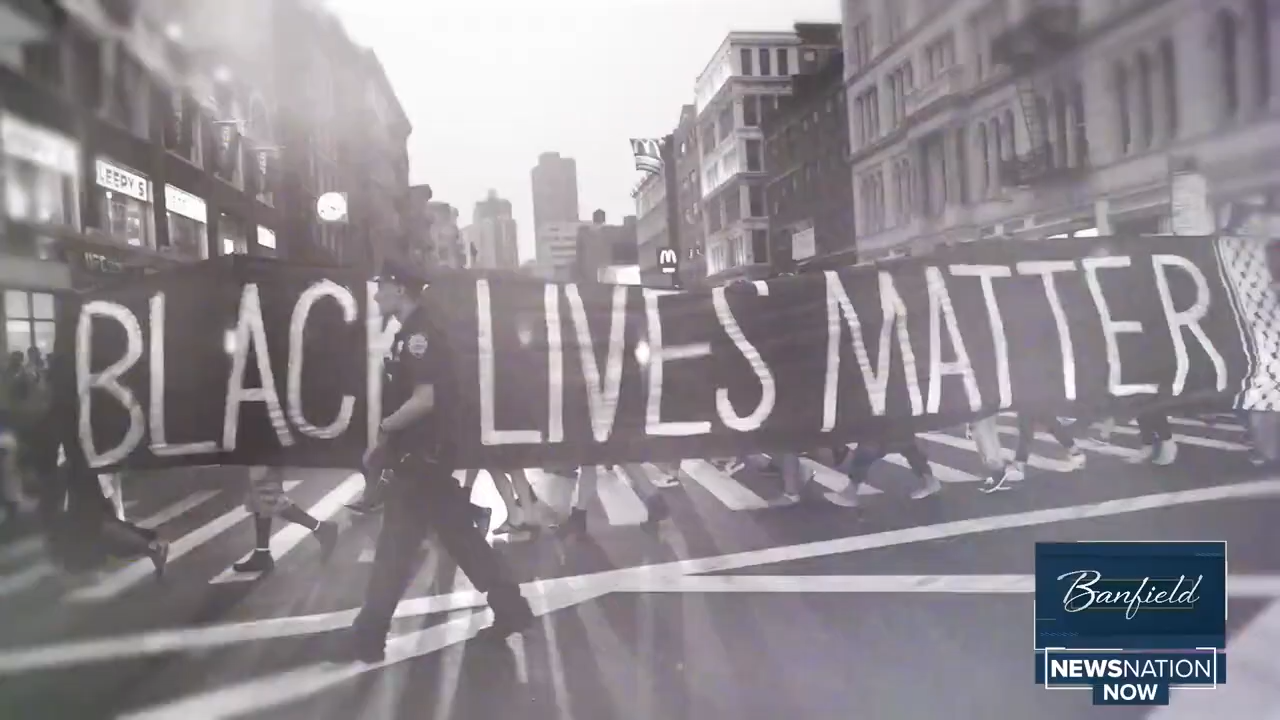 LEEPY'S
BLACK LIVES MATTER
Banfield
NEWSNATION
NOW